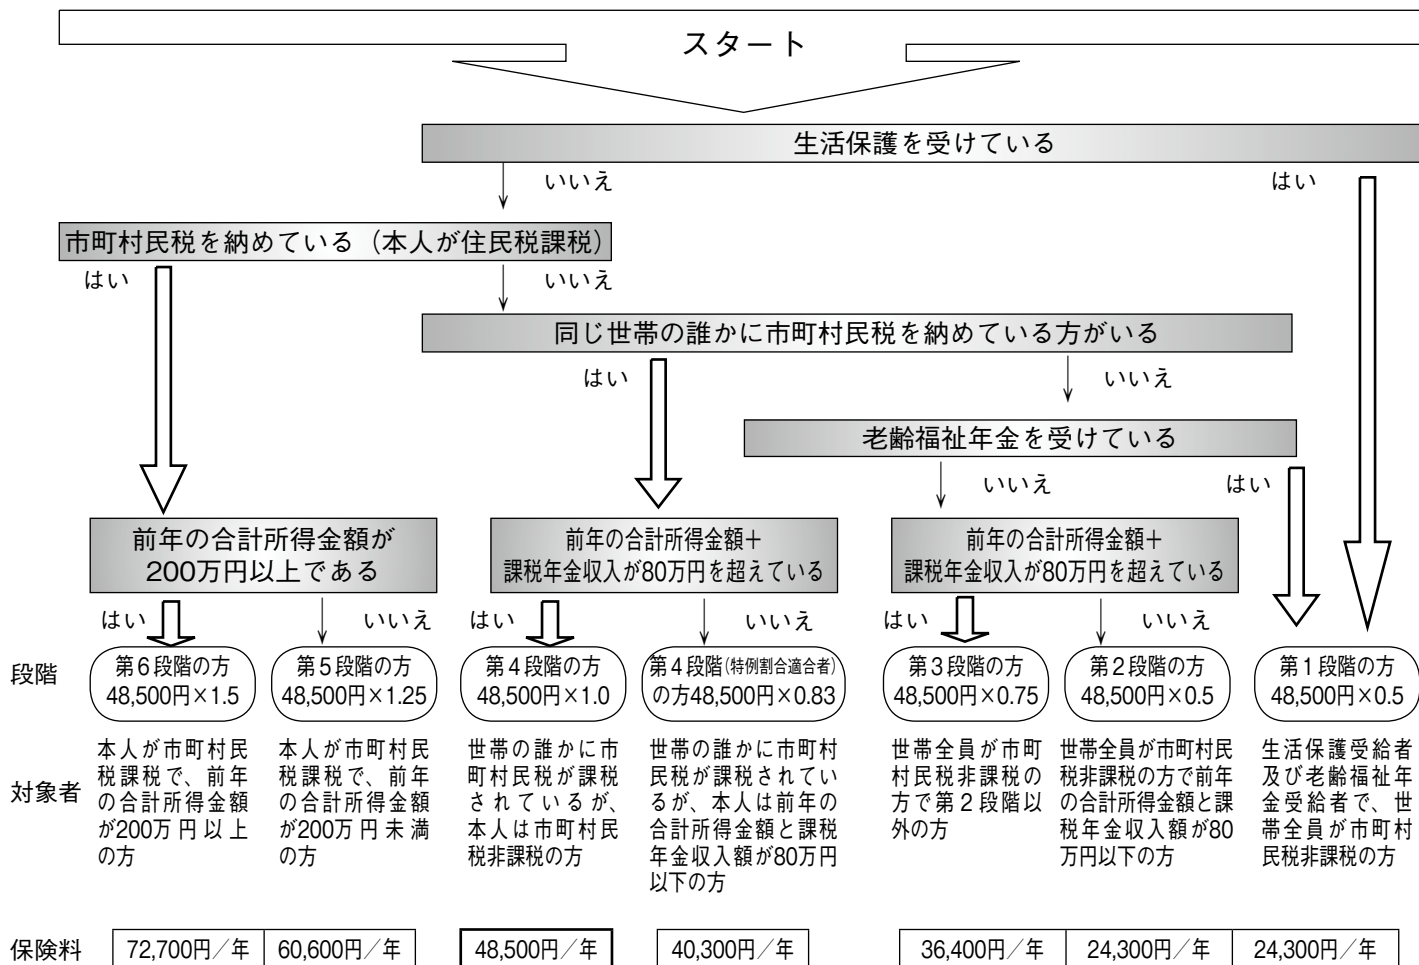 スタート
生活保護を受けている
いいえ
はい
市町村民税を納めている（本人が住民税課税）
はい
いいえ
同じ世帯の誰かに市町村民税を納めている方がいる
はい
いいえ
老齢福祉年金を受けている
いいえ
はい
前年の合計所得金額が
200万円以上である
前年の合計所得金額＋
課税年金収入が80万円を超えている
前年の合計所得金額＋
課税年金収入が80万円を超えている
はい
いいえ
はい
いいえ
はい
いいえ
段階
第6段階の方
48,500円×1.5
第5段階の方
48,500円×1.25
第4段階の方
48,500円×1.0
第4段階(特例割合適合者)
の方48,500円×0.83
第3段階の方
48,500円×0.75
第2段階の方
48,500円×0.5
第1段階の方
48,500円×0.5
対象者
本人が市町村民
税課税で、前年
の合計所得金額
が200万円以上
の方
本人が市町村民
税課税で、前年
の合計所得金額
が200万円未満
の方
世帯の誰かに市
町村民税が課税
されているが、
本人は市町村民
税非課税の方
世帯の誰かに市町村
民税が課税されてい
るが、本人は前年の
合計所得金額と課税
年金収入額が80万円
以下の方
世帯全員が市町
村民税非課税の
方で第2段階以
外の方
世帯全員が市町村民
税非課税の方で前年
の合計所得金額と課
税年金収入額が80
万円以下の方
生活保護受給者
及び老齢福祉年
金受給者で、世
帯全員が市町村
民税非課税の方
保険料
72,700円／年
60,600円／年
48,500円／年
40,300円／年
36,400円／年
24,300円／年
24,300円／年